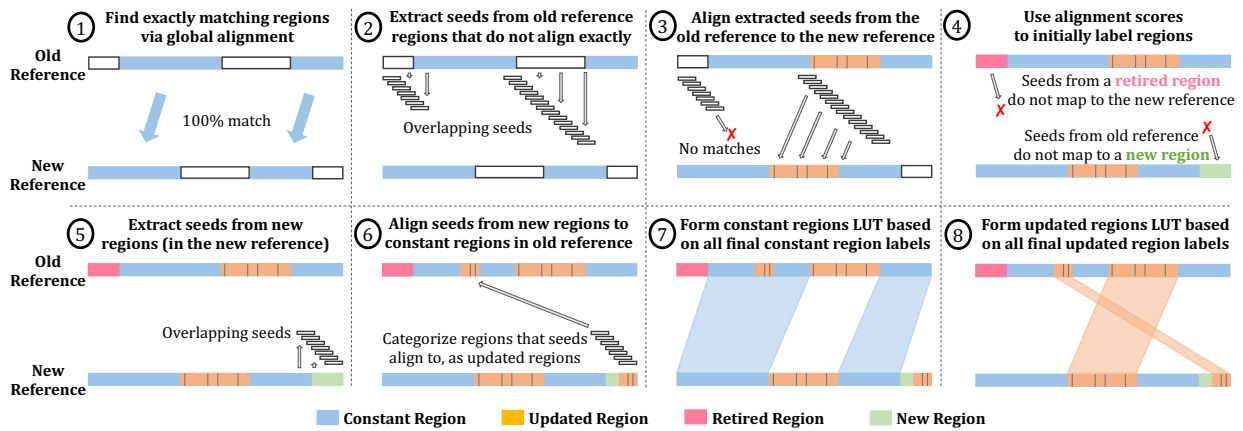 1
Find exactly matching regions
via global alignment
Old
Reference
100% match
New
Reference
2
Extract seeds from old reference
regions that do not align exactly
Overlapping seeds
3
Align extracted seeds from the
old reference to the new reference
✗
No matches
4
Use alignment scores
to initially label regions
Seeds from a retired region
✗ do not map to the new reference
Seeds from old reference ✗
do not map to a new region
5
Extract seeds from new
regions (in the new reference)
Old
Reference
Overlapping seeds
New
Reference
6
Align seeds from new regions to
constant regions in old reference
Categorize regions that seeds
align to, as updated regions
7
Form constant regions LUT based
on all final constant region labels
8
Form updated regions LUT based
on all final updated region labels
Constant Region
Updated Region
Retired Region
New Region